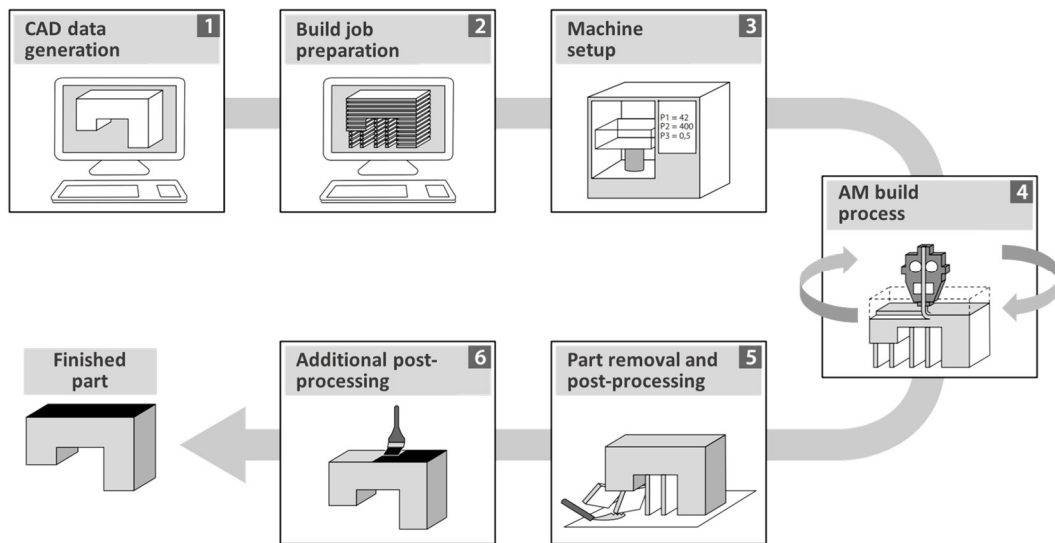 CAD data
generation
1
Build job
preparation
2
Machine
setup
3
P1 = 42
P2 = 400
P3 = 0,5
AM build
process
4
Part removal and
post-processing
5
Additional post-
processing
6
Finished
part